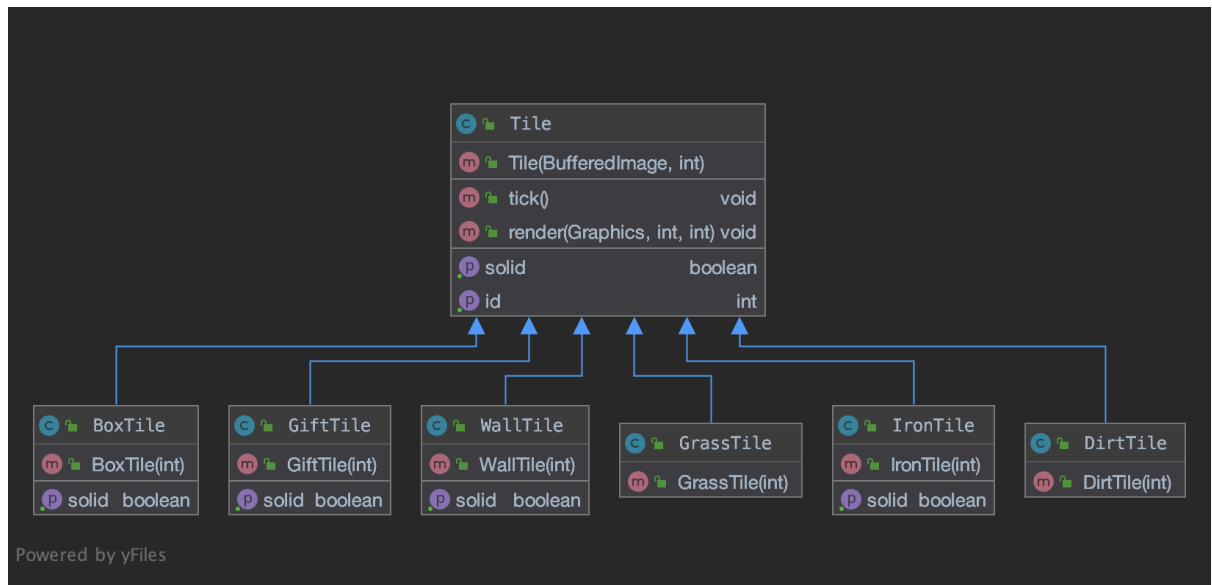 Tile
Tile(BufferedImage, int)
tick() void
render(Graphics, int, int) void
solid boolean
id int
BoxTile
BoxTile(int)
solid boolean
GiftTile
GiftTile(int)
solid boolean
WallTile
WallTile(int)
solid boolean
GrassTile
GrassTile(int)
IronTile
IronTile(int)
solid boolean
DirtTile
DirtTile(int)
Powered by yFiles